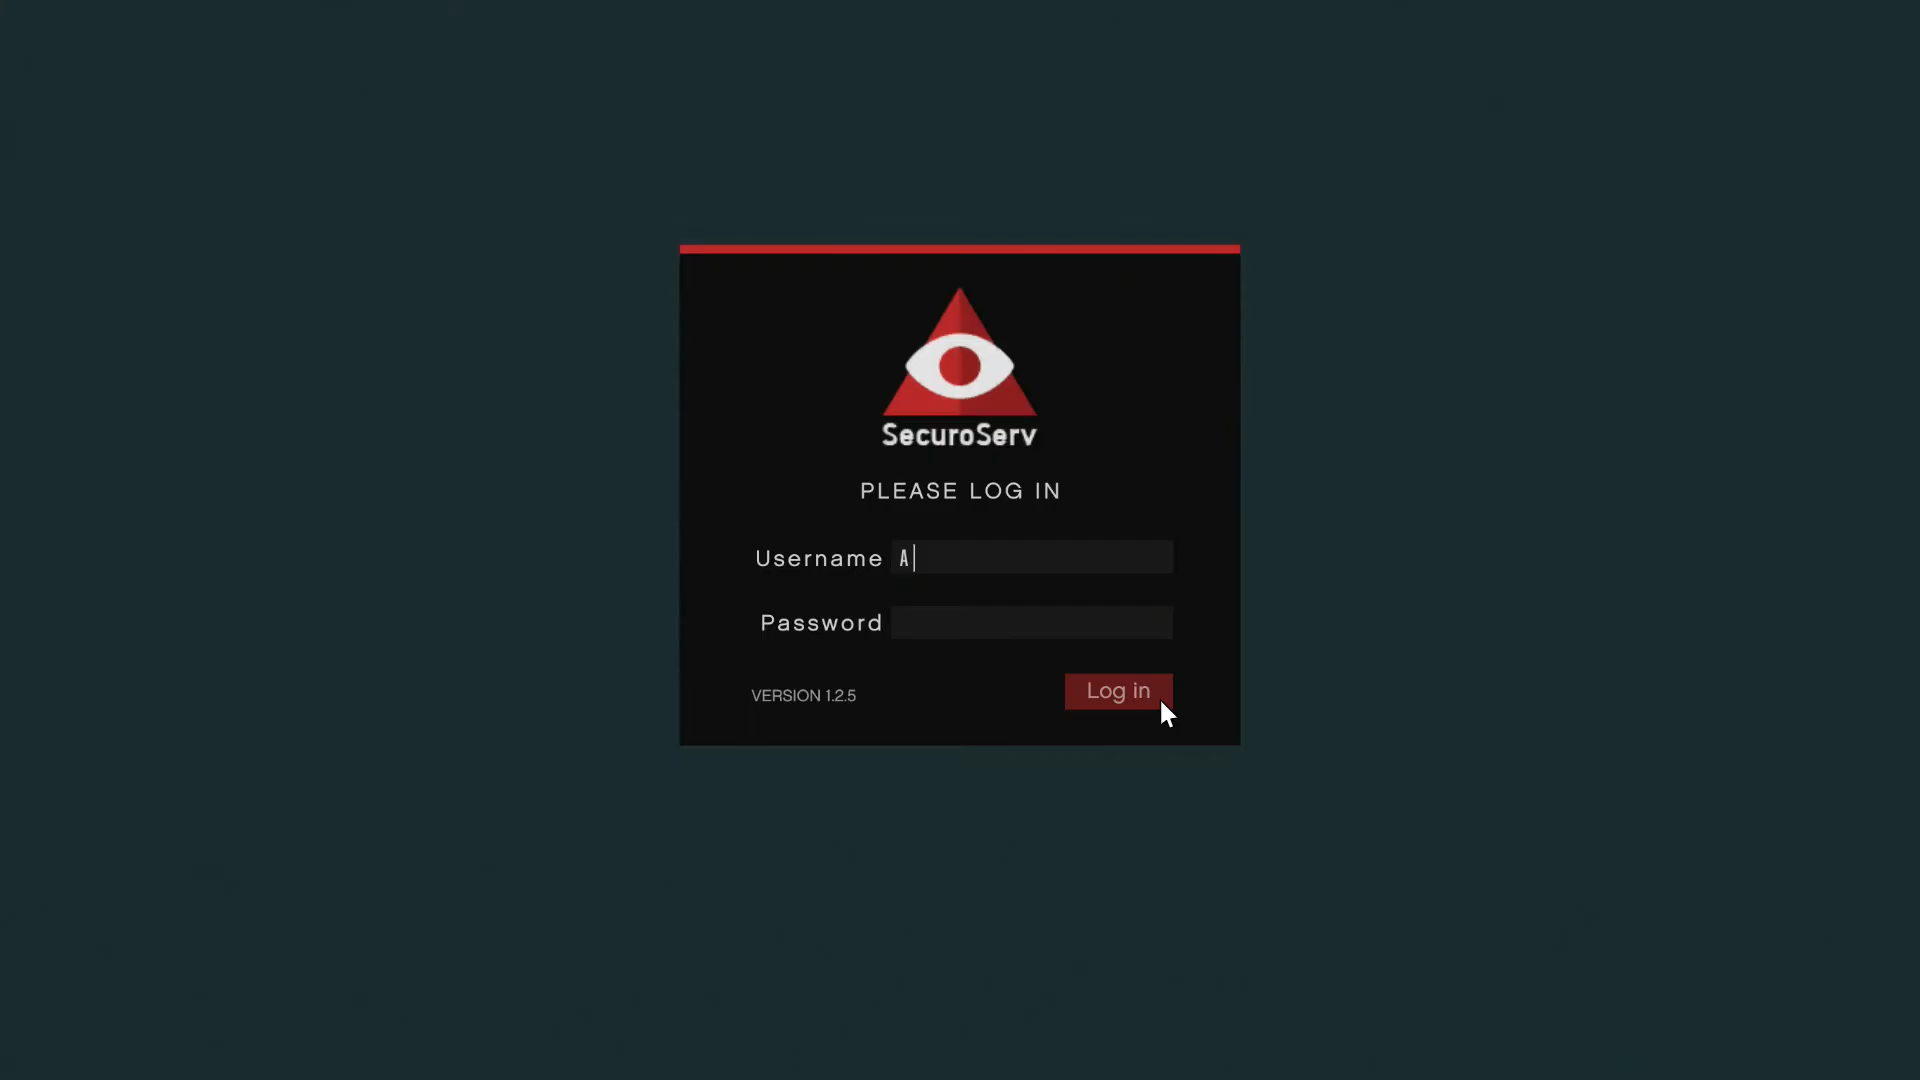 SecuroServ
PLEASE LOG IN
Username A
Password
VERSION 1.2.5 Log in